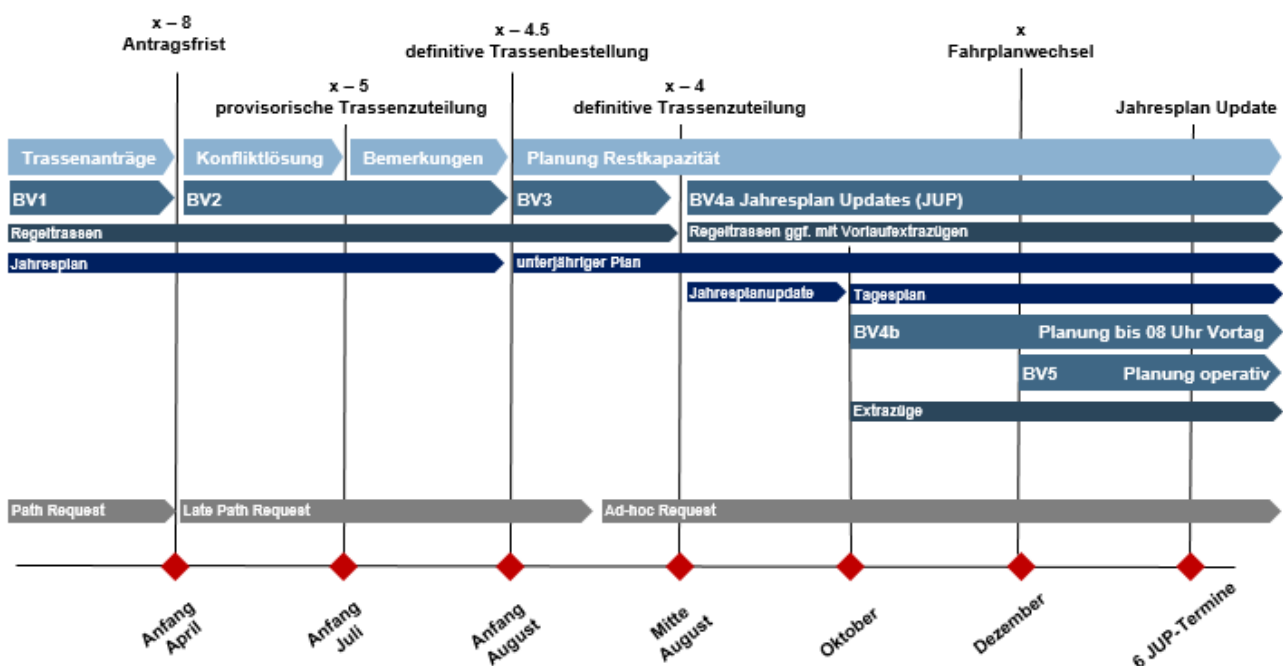 x – 8
Antragsfrist
x – 4.5
definitive Trassenbestellung
x
Fahrplanwechsel
x – 5
provisorische Trassenzuteilung
x – 4
definitive Trassenzuteilung
Jahresplan Update
Trassenanträge
Konfliktlösung
Bemerkungen
Planung Restkapazität
BV1
BV2
BV3
BV4a Jahresplan Updates (JUP)
Regeltrassen
Regeltrassen ggf. mit Vorlaufextrazügen
Jahresplan
unterjähriger Plan
Jahresplanupdate
Tagesplan
BV4b
Planung bis 08 Uhr Vortag
BV5
Planung operativ
Extrazüge
Path Request
Late Path Request
Ad-hoc Request
Anfang
April
Anfang
Juli
Anfang
August
Mitte
August
Oktober
Dezember
6 JUP-Termine